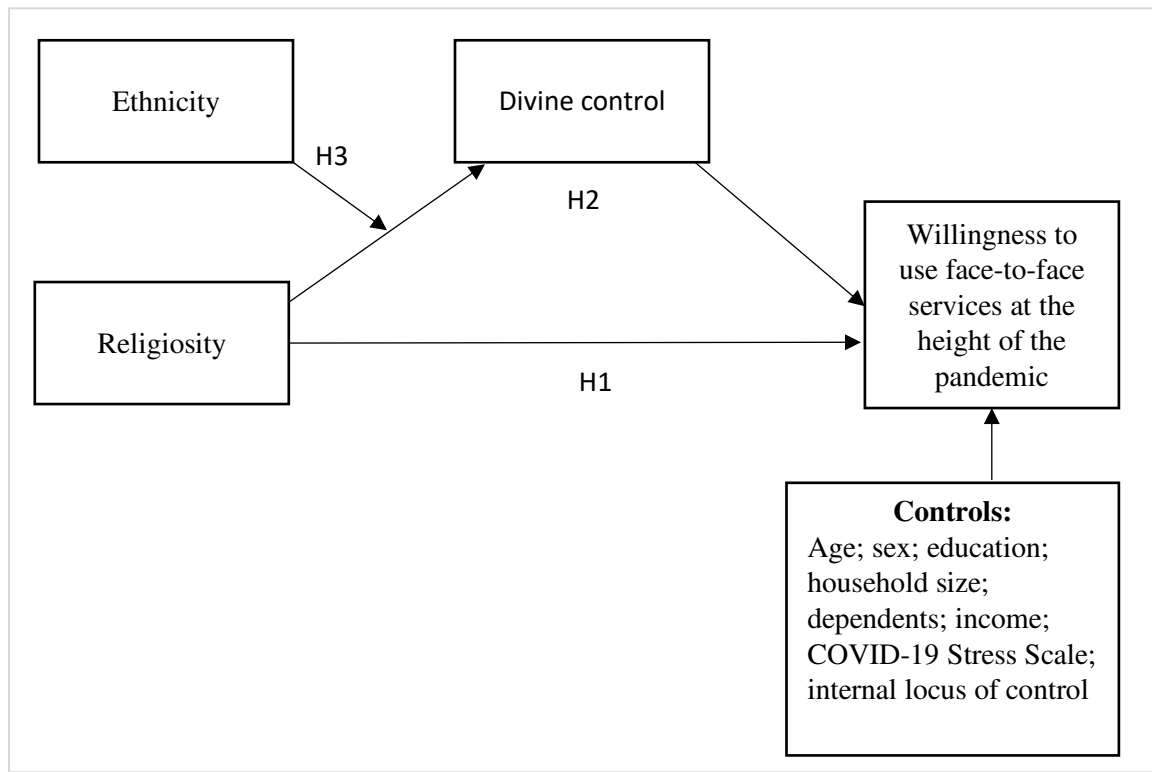 Ethnicity
Divine control
H3
H2
Religiosity
H1
Willingness to
use face-to-face
services at the
height of the
pandemic
Controls:
Age; sex; education;
household size;
dependents; income;
COVID-19 Stress Scale;
internal locus of control